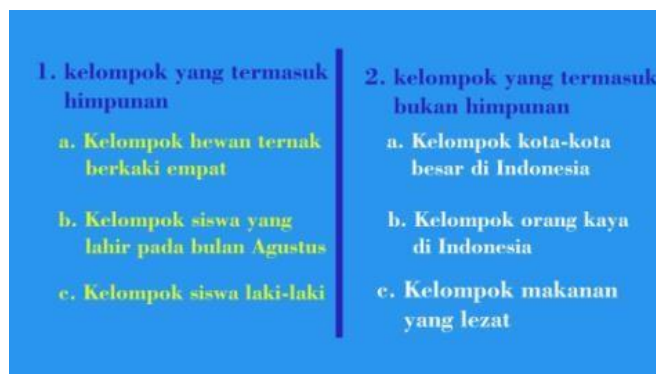 1. kelompok yang termasuk
himpunan
a. Kelompok hewan ternak
berkaki empat
b. Kelompok siswa yang
lahir pada bulan Agustus
c. Kelompok siswa laki-laki
2. kelompok yang termasuk
bukan himpunan
a. Kelompok kota-kota
besar di Indonesia
b. Kelompok orang kaya
di Indonesia
c. Kelompok makanan
yang lezat